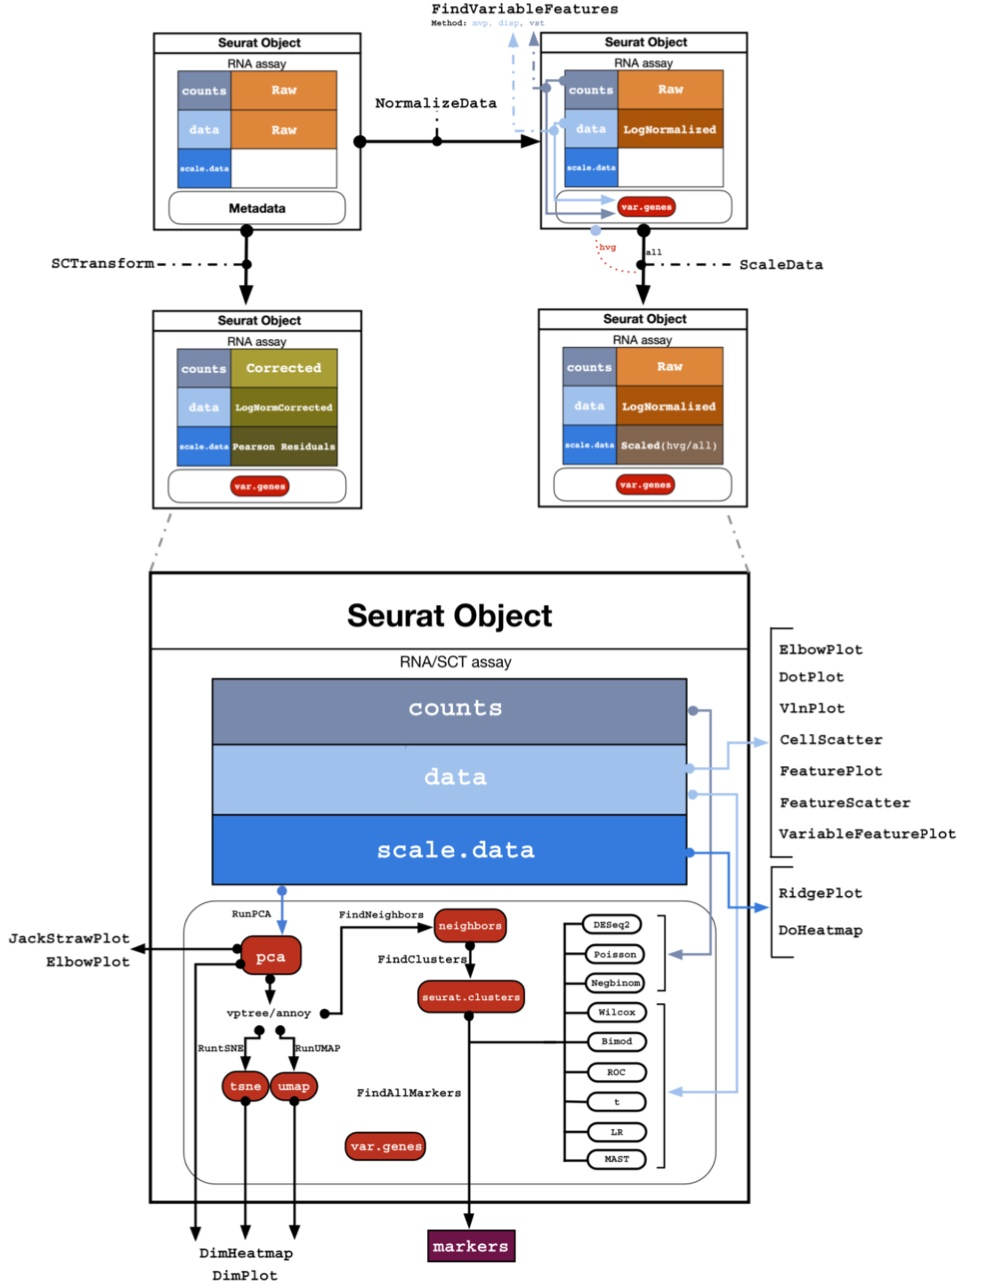 FindVariableFeatures
Method: mvp, disp, vst
Seurat Object
RNA assay
counts Raw
data Raw
scale.data
Metadata
NormalizeData
Seurat Object
RNA assay
counts Raw
data LogNormalized
scale.data
var.genes
hvg
all
SCTransform
ScaleData
Seurat Object
RNA assay
counts Corrected
data LogNormCorrected
scale.data Pearson Residuals
var.genes
Seurat Object
RNA assay
counts Raw
data LogNormalized
scale.data Scaled(hvg/all)
var.genes
Seurat Object
RNA/SCT assay
counts
data
scale.data
ElbowPlot
DotPlot
VlnPlot
CellScatter
FeaturePlot
FeatureScatter
VariableFeaturePlot
RidgePlot
DoHeatmap
RunPCA
FindNeighbors
neighbors
JackStrawPlot
ElbowPlot
pca
FindClusters
seurat.clusters
vptree/annoy
RuntSNE
RunUMAP
tsne
umap
FindAllMarkers
var.genes
DESeq2
Poisson
Negbinom
Wilcox
Bimod
ROC
t
LR
MAST
DimHeatmap
DimPlot
markers